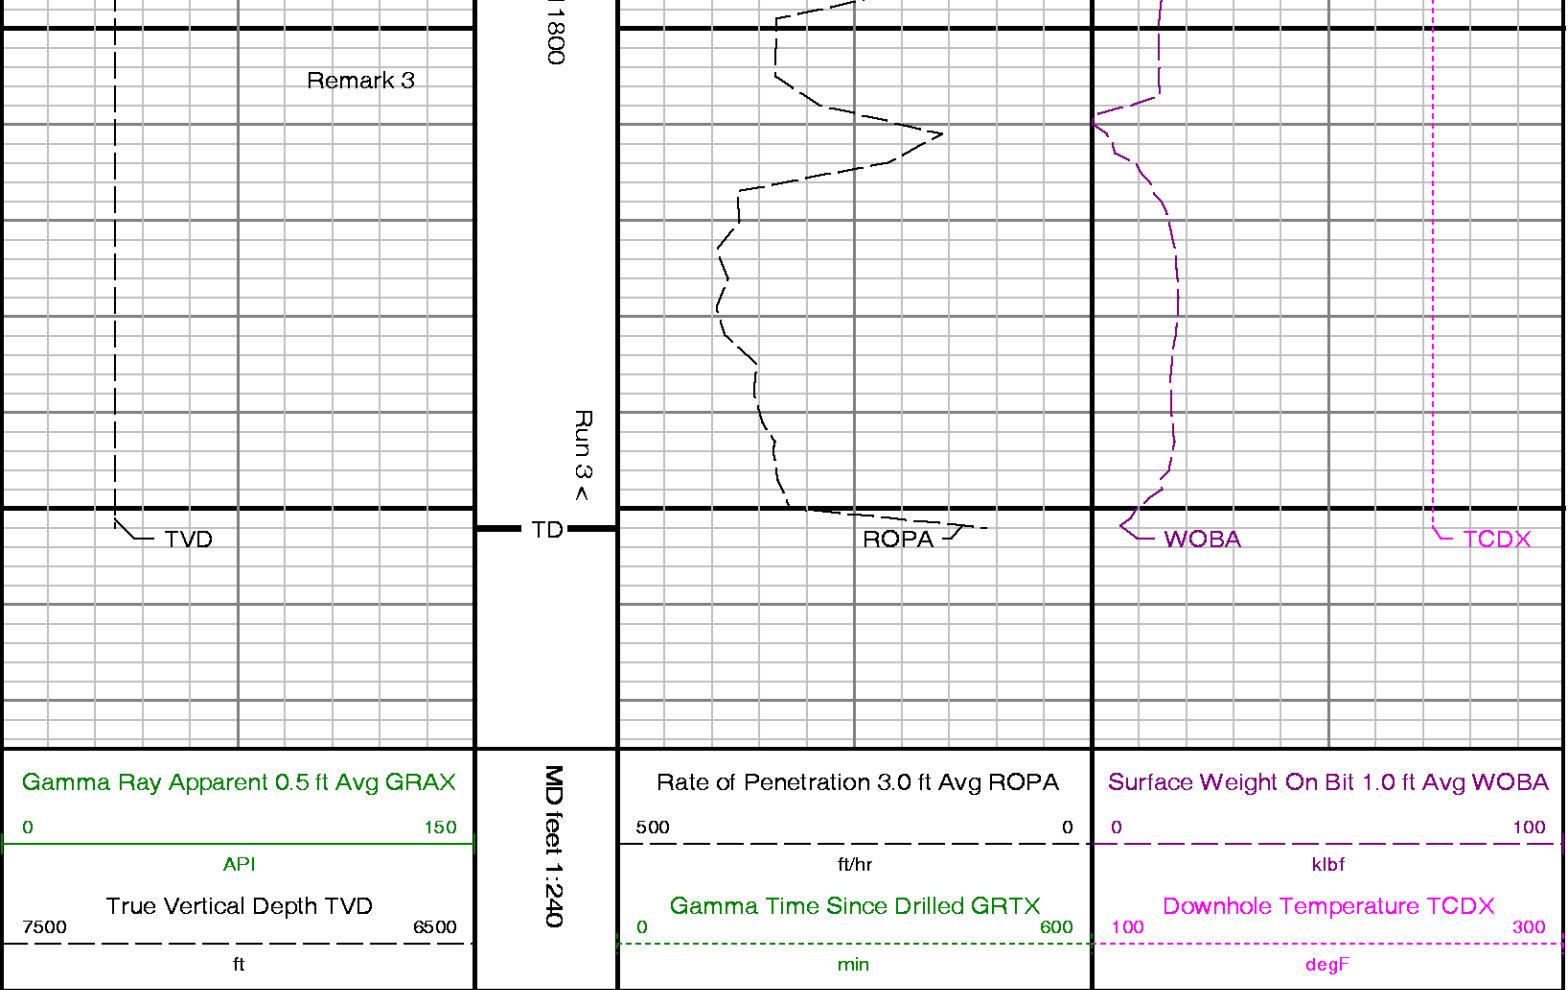 1800
Remark 3
Run 3 <
TVD
TD
ROPA
WOBA
TCDX
Gamma Ray Apparent 0.5 ft Avg GRAX
0 150
API
True Vertical Depth TVD
7500 6500
ft
MD feet 1:240
Rate of Penetration 3.0 ft Avg ROPA
500 0
ft/hr
Gamma Time Since Drilled GRTX
0 600
min
Surface Weight On Bit 1.0 ft Avg WOBA
0 100
klbf
Downhole Temperature TCDX
100 300
degF